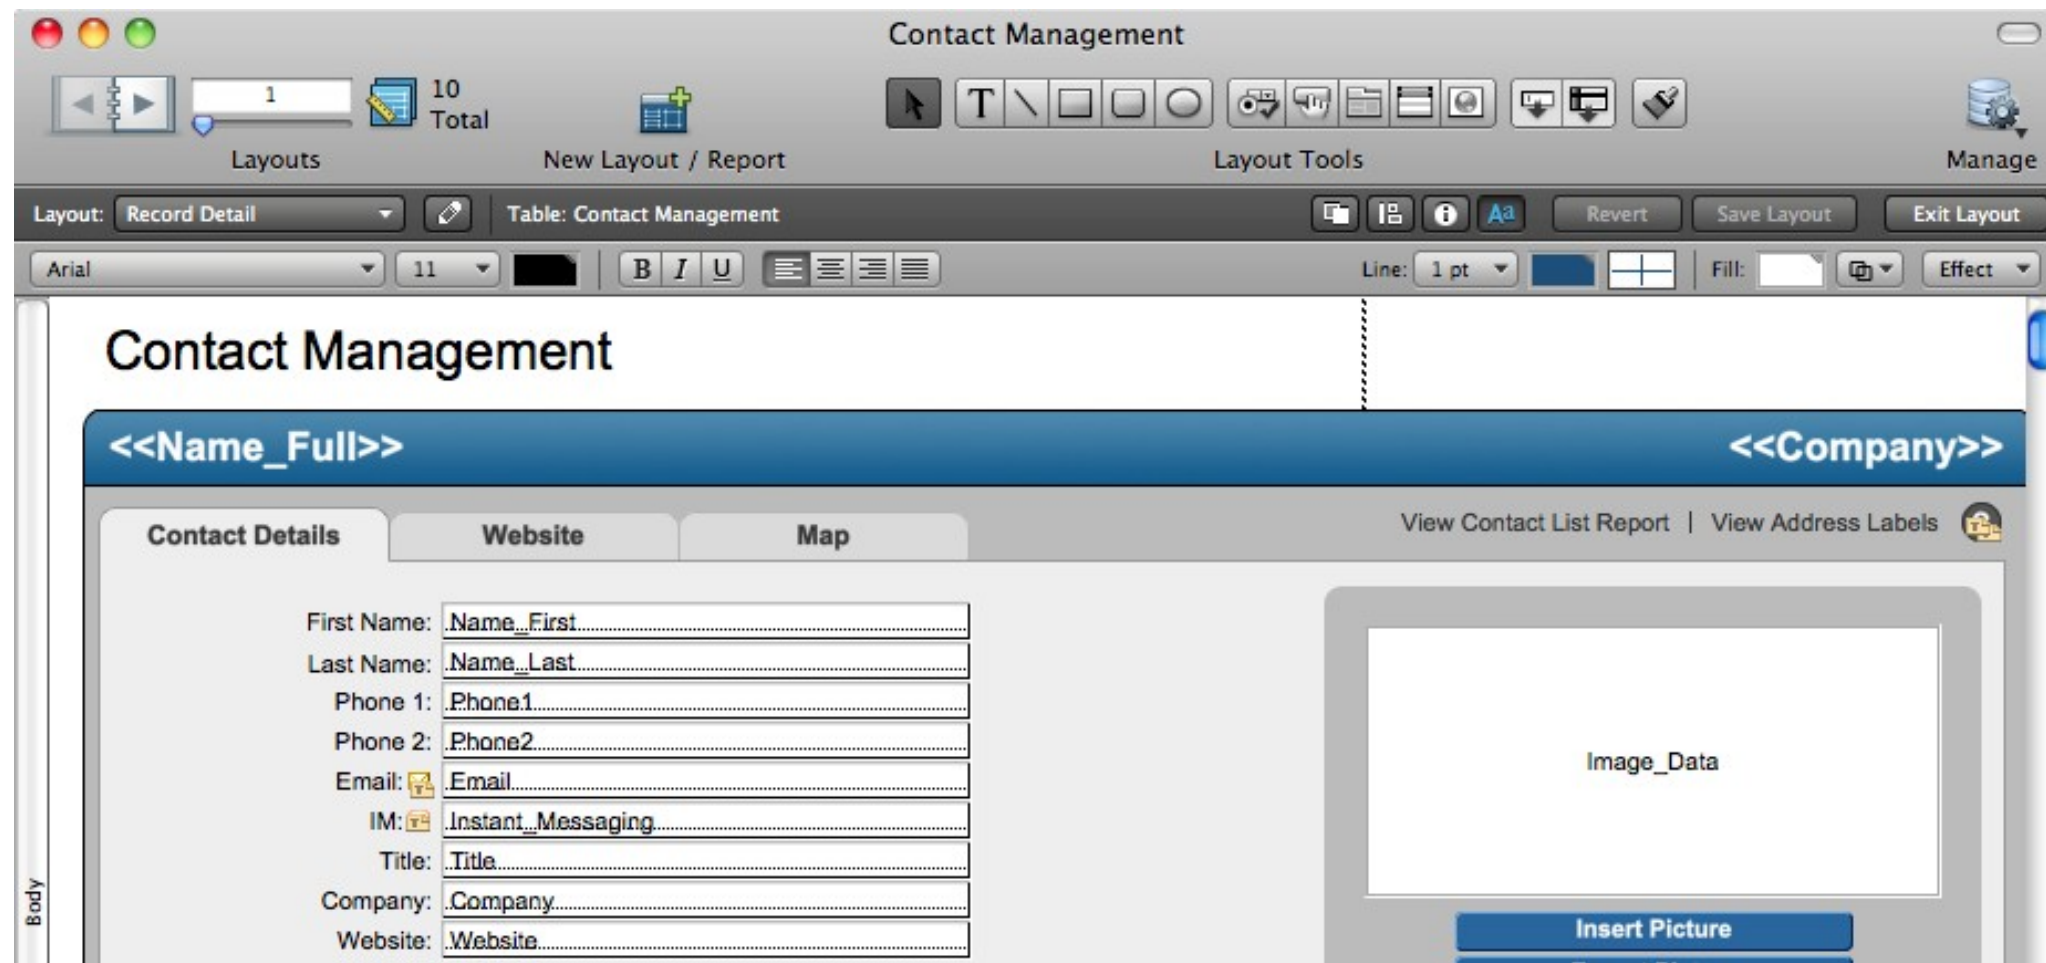 Contact Management
1
10
Total
Layouts
New Layout / Report
T
Layout Tools
Manage
Layout: Record Detail
Table: Contact Management
Aa
Revert
Save Layout
Exit Layout
Arial
11
B I U
Line: 1 pt
Fill:
Effect
Contact Management
<<Name_Full>>
<<Company>>
Contact Details
Website
Map
View Contact List Report | View Address Labels
First Name: Name_First
Last Name: Name_Last
Phone 1: Phone1
Phone 2: Phone2
Email: Email
IM: Instant_Messaging
Title: Title
Company: Company
Website: Website
Image_Data
Insert Picture
Body